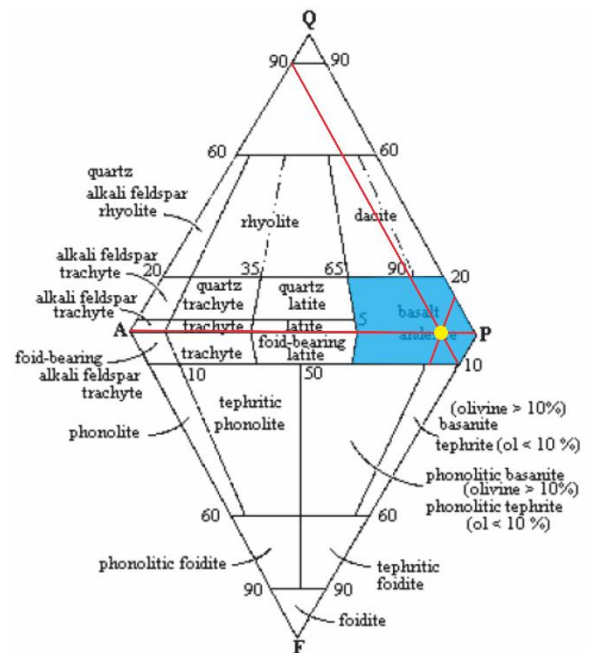 Q
90
90
60
60
quartz
alkali feldspar
rhyolite
rhyolite
dacite
alkali feldspar
trachyte
20
35
65
90
20
quartz
trachyte
quartz
latite
alkali feldspar
trachyte
basalt
andesite
5
A
trachyte
latite
P
foid-bearing
alkali feldspar
trachyte
trachyte
foid-bearing
latite
10
50
10
tephritic
phonolite
phonolite
(olivine > 10%)
basanite
tephrite (ol < 10 %)
phonolitic basanite
(olivine > 10%)
phonolitic tephrite
(ol < 10 %)
60
60
phonolitic foidite
tephritic
foidite
90
90
foidite
F